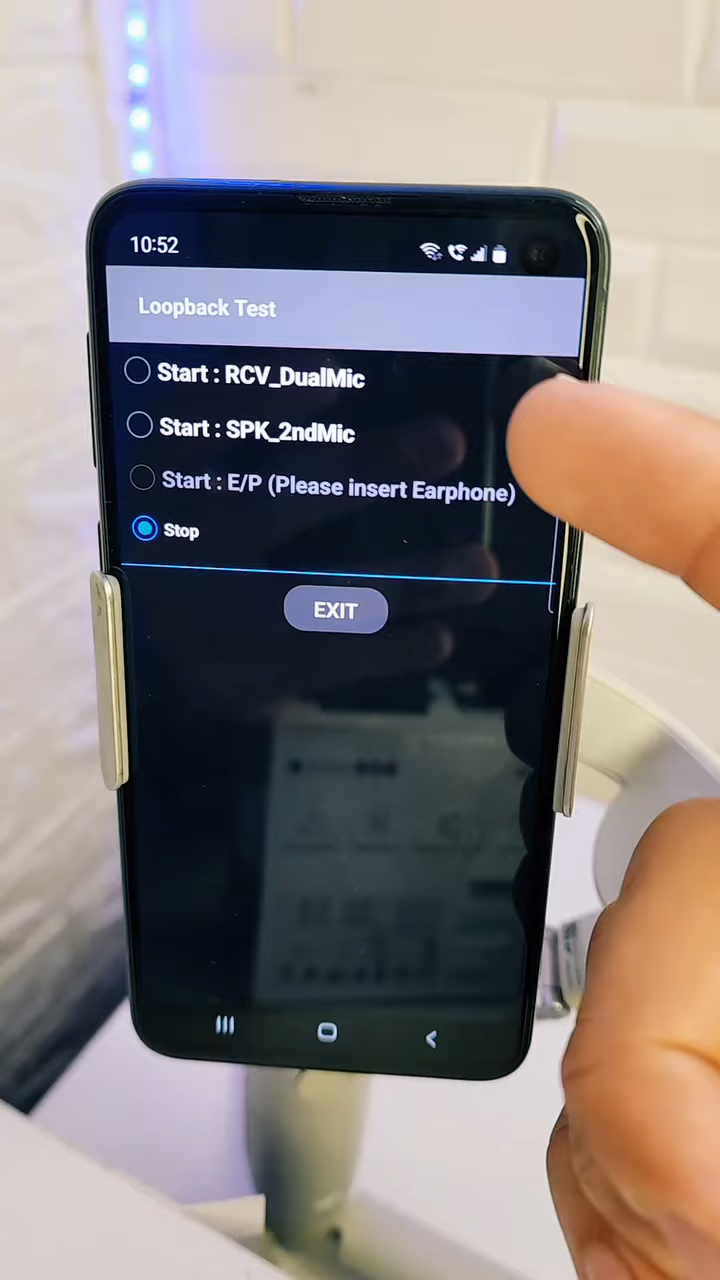 10:52
Loopback Test
Start : RCV_DualMic
Start : SPK_2ndMic
Start : E/P (Please insert Earphone)
Stop
EXIT